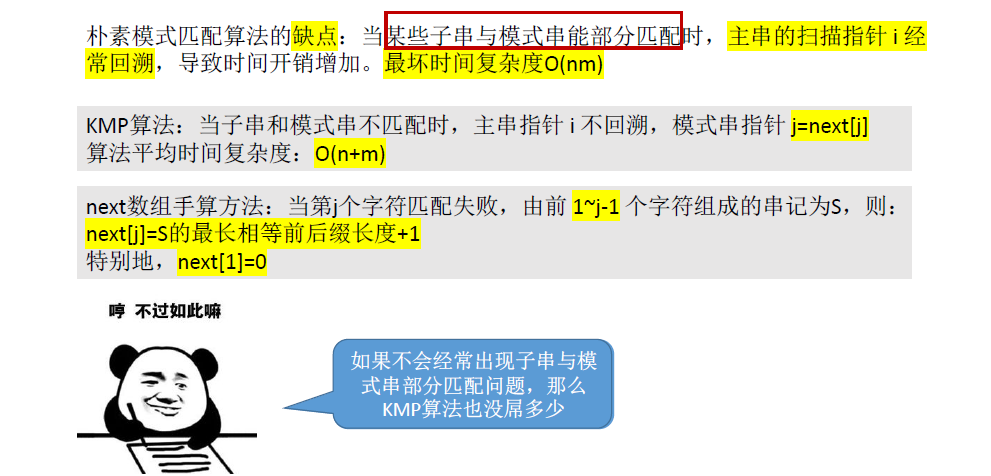 朴素模式匹配算法的缺点：当某些子串与模式串能部分匹配时，主串的扫描指针 i 经
常回溯，导致时间开销增加。最坏时间复杂度O(nm)
KMP算法：当子串和模式串不匹配时，主串指针 i 不回溯，模式串指针 j=next[j]
算法平均时间复杂度：O(n+m)
next数组手算方法：当第j个字符匹配失败，由前 1~j-1 个字符组成的串记为S，则：
next[j]=S的最长相等前后缀长度+1
特别地，next[1]=0
哼 不过如此嘛
如果不会经常出现子串与模
式串部分匹配问题，那么
KMP算法也没屌多少